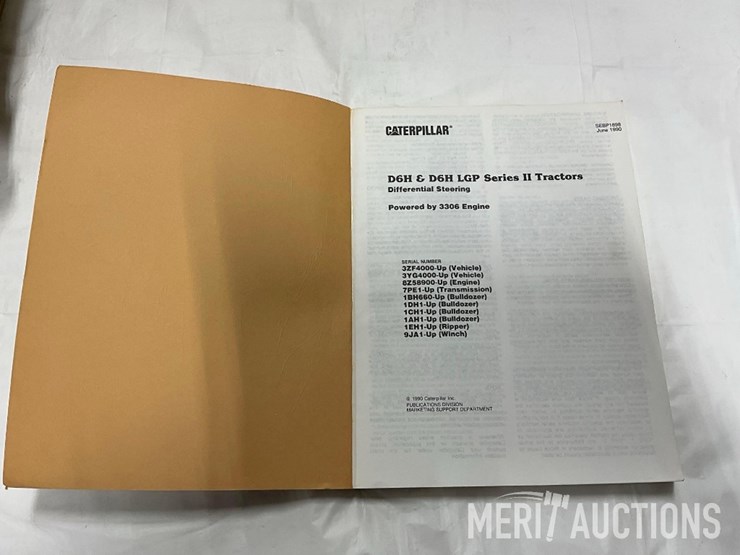 CATERPILLAR®
SEBP1698
June 1990
D6H & D6H LGP Series II Tractors
Differential Steering
Powered by 3306 Engine
SERIAL NUMBER
3ZF4000-Up (Vehicle)
3YG4000-Up (Vehicle)
8Z58900-Up (Engine)
7PE1-Up (Transmission)
1BH660-Up (Bulldozer)
1DH1-Up (Bulldozer)
1CH1-Up (Bulldozer)
1AH1-Up (Bulldozer)
1EH1-Up (Ripper)
9JA1-Up (Winch)
© 1990 Caterpillar Inc.
PUBLICATIONS DIVISION
MARKETING SUPPORT DEPARTMENT
MERIT AUCTIONS